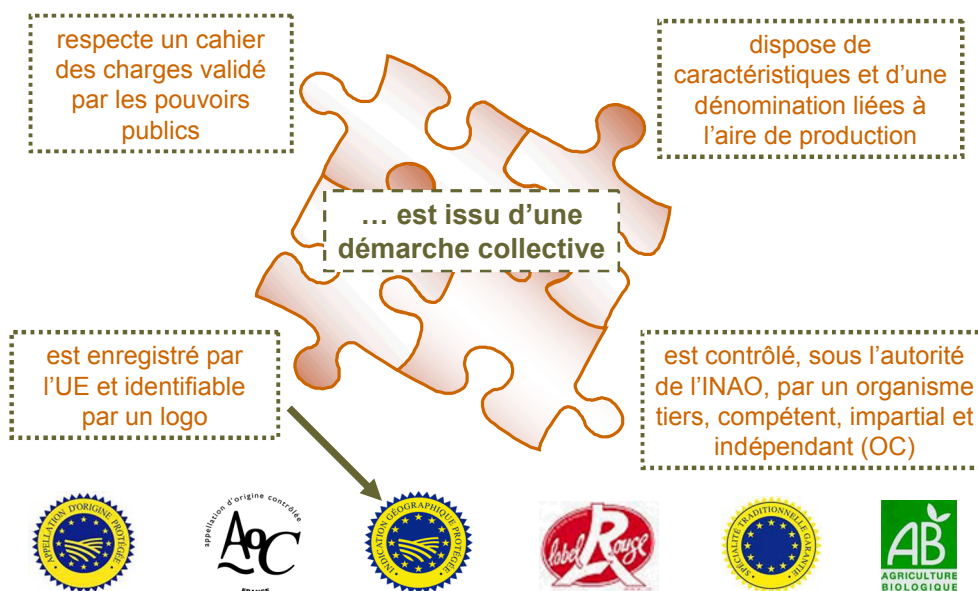 respecte un cahier
des charges validé
par les pouvoirs
publics
dispose de
caractéristiques et d’une
dénomination liées à
l’aire de production
… est issu d’une
démarche collective
est enregistré par
l’UE et identifiable
par un logo
est contrôlé, sous l’autorité
de l’INAO, par un organisme
tiers, compétent, impartial et
indépendant (OC)
APPELLATION D'ORIGINE PROTÉGÉE
appellation d'origine contrôlée
AOC
FRANCE
INDICATION GÉOGRAPHIQUE PROTÉGÉE
label Rouge
SPÉCIALITÉ TRADITIONNELLE GARANTIE
AB
AGRICULTURE
BIOLOGIQUE